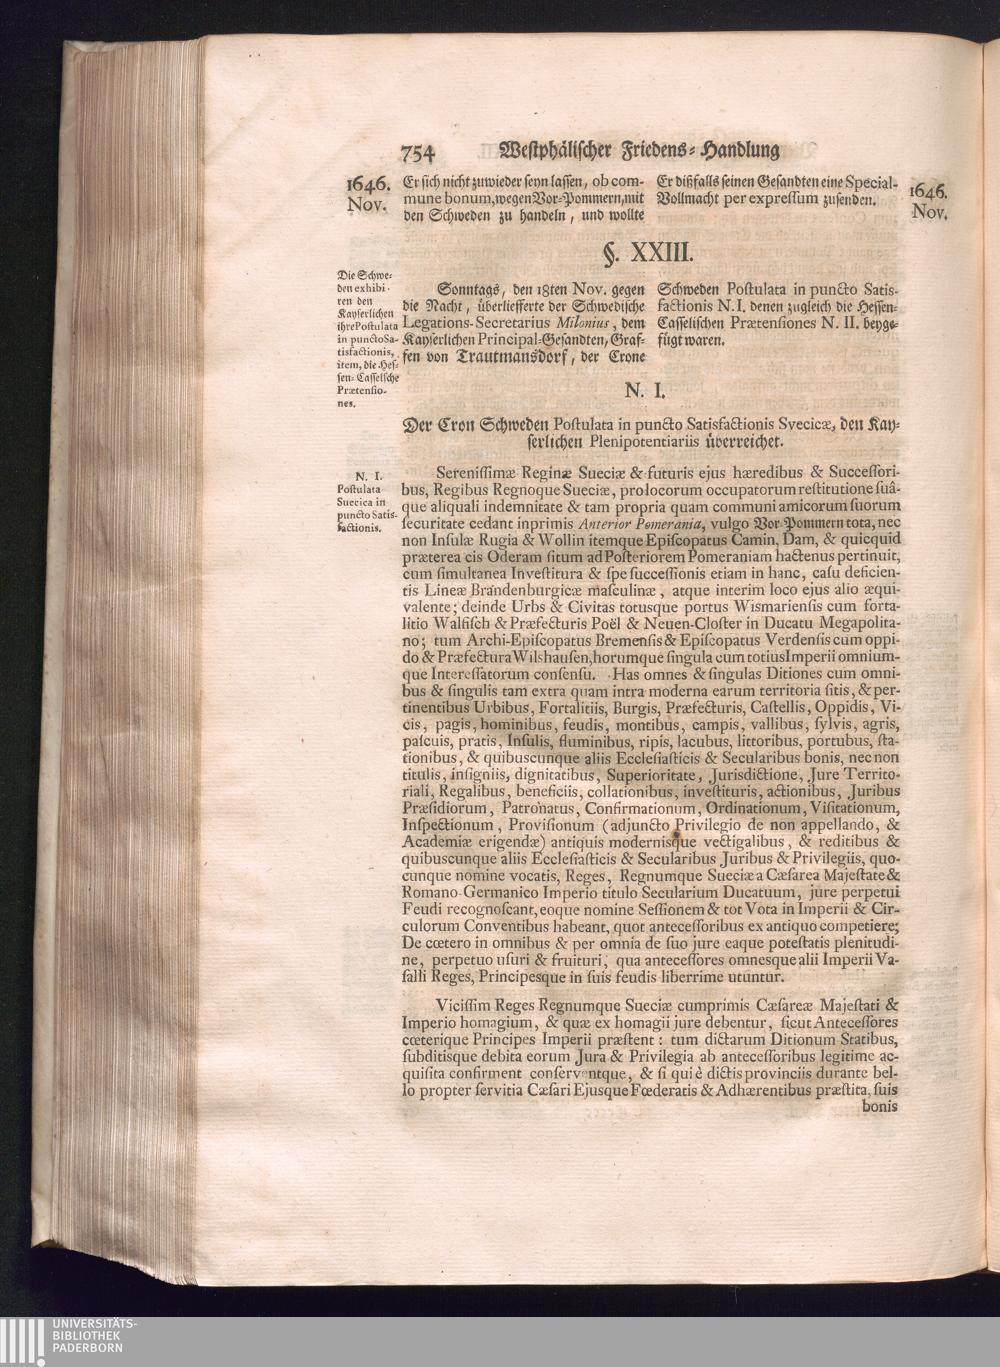 754 Westphälischer Friedens-Handlung
1646.
Nov.
Er sich nicht zuwieder seyn lassen, ob com-
mune bonum, wegen Vor-Pommern, mit
den Schweden zu handeln, und wollte
Er dißfalls seinen Gesandten eine Special-
Vollmacht per expressum zusenden.
1646.
Nov.
§. XXIII.
Die Schwe-
den exhibi-
ren den
Kayserlichen
ihre Postulata
in puncto Sa-
tisfactionis,
item, die Hes-
sen-Casselsche
Prætensio-
nes.
Sonntags, den 18ten Nov. gegen
die Nacht, überliefferte der Schwedische
Legations-Secretarius Milonius, dem
Kayserlichen Principal-Gesandten, Graf-
fen von Trautmansdorf, der Crone
Schweden Postulata in puncto Satis-
factionis N. I. denen zugleich die Hessen-
Casselischen Prætensiones N. II. beyge-
fügt waren.
N. I.
Der Cron Schweden Postulata in puncto Satisfactionis Svecicæ, den Kay-
serlichen Plenipotentiariis überreichet.
N. I.
Postulata
Suecica in
puncto Satis-
factionis.
Serenissimæ Reginæ Sueciæ & futuris ejus hæredibus & Successori-
bus, Regibus Regnoque Sueciæ, pro locorum occupatorum restitutione suâ-
que aliquali indemnitate & tam propria quam communi amicorum suorum
securitate cedant inprimis Anterior Pomerania, vulgo Vor-Pommern tota, nec
non Insulæ Rugia & Wollin itemque Episcopatus Camin, Dam, & quicquid
præterea cis Oderam situm ad Posteriorem Pomeraniam hactenus pertinuit,
cum simultanea Investitura & spe successionis etiam in hanc, casu deficien-
tis Lineæ Brandenburgicæ masculinæ, atque interim loco ejus alio æqui-
valente; deinde Urbs & Civitas totusque portus Wismariensis cum forta-
litio Walfisch & Præfecturis Poël & Neuen-Closter in Ducatu Megapolita-
no; tum Archi-Episcopatus Bremensis & Episcopatus Verdensis cum oppi-
do & Præfectura Wilshausen, horumque singula cum totius Imperii omnium-
que Interessatorum consensu. Has omnes & singulas Ditiones cum omni-
bus & singulis tam extra quam intra moderna earum territoria sitis, & per-
tinentibus Urbibus, Fortalitiis, Burgis, Præfecturis, Castellis, Oppidis, Vi-
cis, pagis, hominibus, feudis, montibus, campis, vallibus, sylvis, agris,
pascuis, pratis, Insulis, fluminibus, ripis, lacubus, littoribus, portubus, sta-
tionibus, & quibuscunque aliis Ecclesiasticis & Secularibus bonis, nec non
titulis, insigniis, dignitatibus, Superioritate, Jurisdictione, Jure Territo-
riali, Regalibus, beneficiis, collationibus, investituris, actionibus, Juribus
Præsidiorum, Patronatus, Confirmationum, Ordinationum, Visitationum,
Inspectionum, Provisionum (adjuncto Privilegio de non appellando, &
Academiæ erigendæ) antiquis modernisque vectigalibus, & reditibus &
quibuscunque aliis Ecclesiasticis & Secularibus Juribus & Privilegiis, quo-
cunque nomine vocatis, Reges, Regnumque Sueciæ a Cæsarea Majestate &
Romano-Germanico Imperio titulo Secularium Ducatuum, jure perpetui
Feudi recognoscant, eoque nomine Sessionem & tot Vota in Imperii & Cir-
culorum Conventibus habeant, quot antecessoribus ex antiquo competiere;
De cœtero in omnibus & per omnia de suo jure eaque potestatis plenitudi-
ne, perpetuo usuri & fruituri, qua antecessores omnesque alii Imperii Va-
salli Reges, Principesque in suis feudis liberrime utuntur.
Vicissim Reges Regnumque Sueciæ cumprimis Cæsareæ Majestati &
Imperio homagium, & quæ ex homagii jure debentur, sicut Antecessores
cœterique Principes Imperii præstent: tum dictarum Ditionum Statibus,
subditisque debita eorum Jura & Privilegia ab antecessoribus legitime ac-
quisita confirment conserventque, & si qui è dictis provinciis durante bel-
lo propter servitia Cæsari Ejusque Fœderatis & Adhærentibus præstita, suis
bonis
UNIVERSITÄTS-
BIBLIOTHEK
PADERBORN